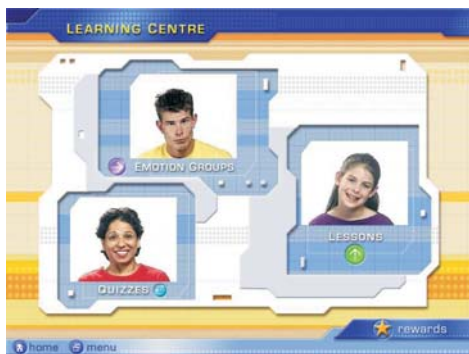 LEARNING CENTRE
EMOTION GROUPS
LESSONS
QUIZZES
rewards
home menu